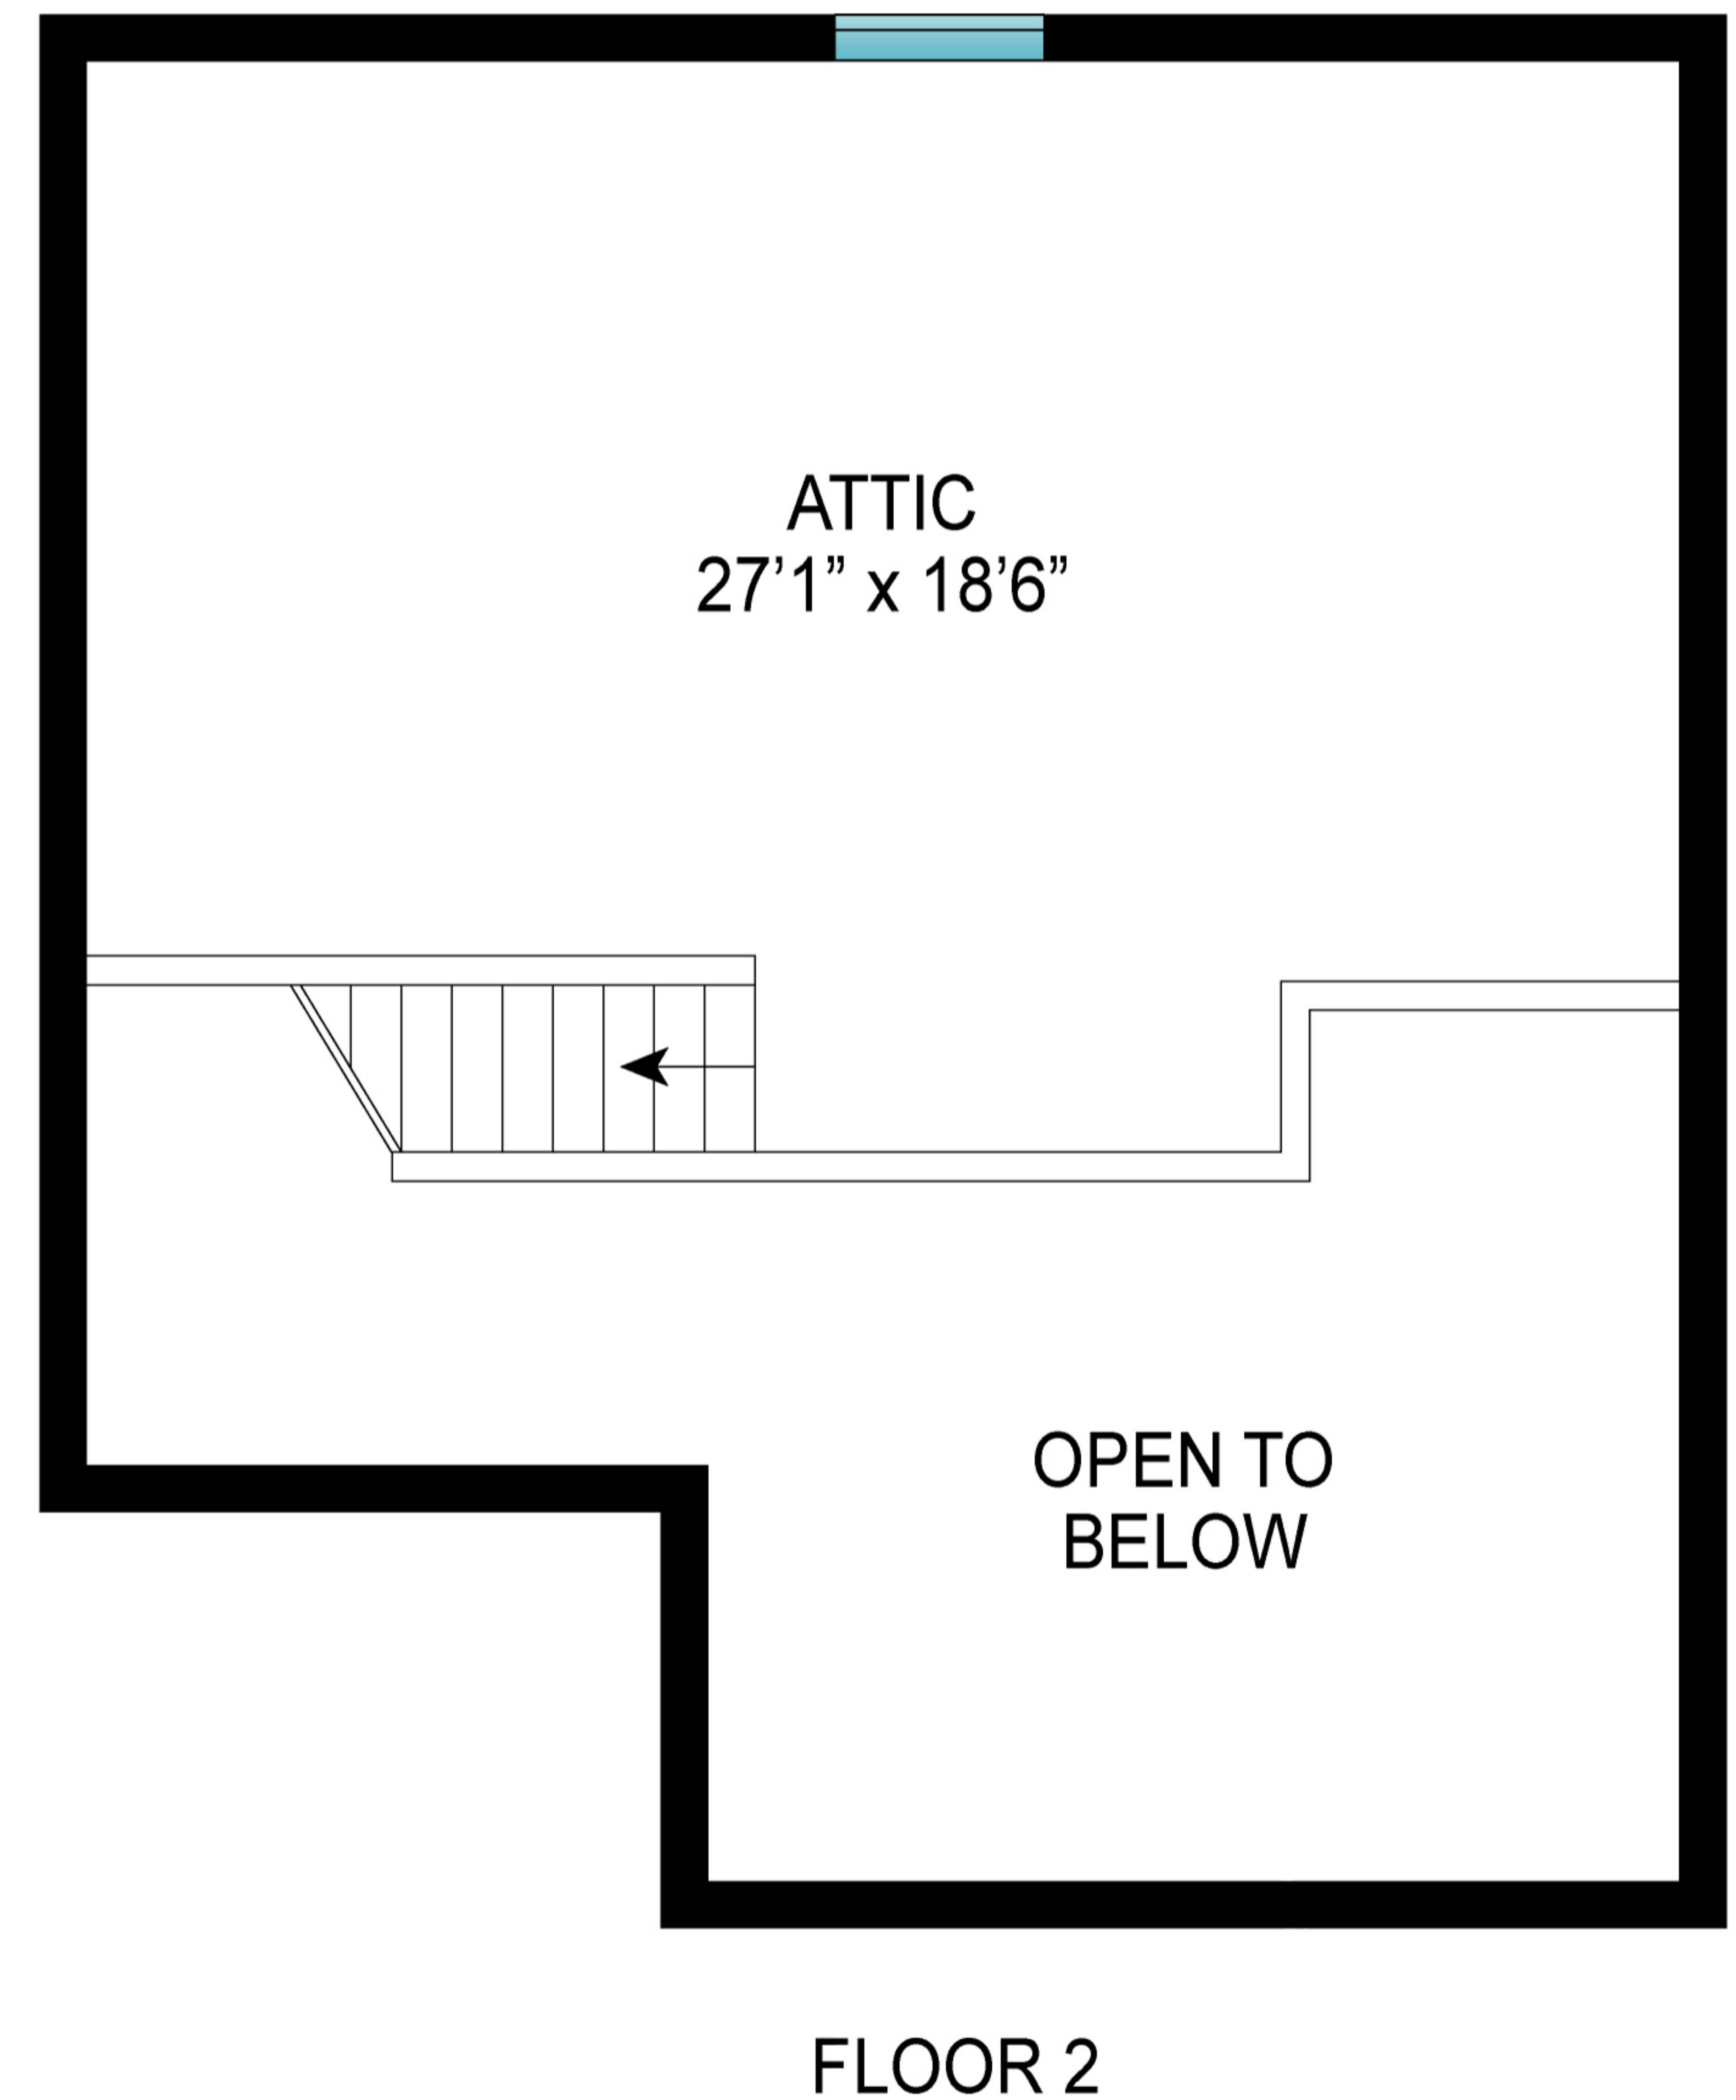 ATTIC
27’1” x 18’6”
OPEN TO
BELOW
FLOOR 2